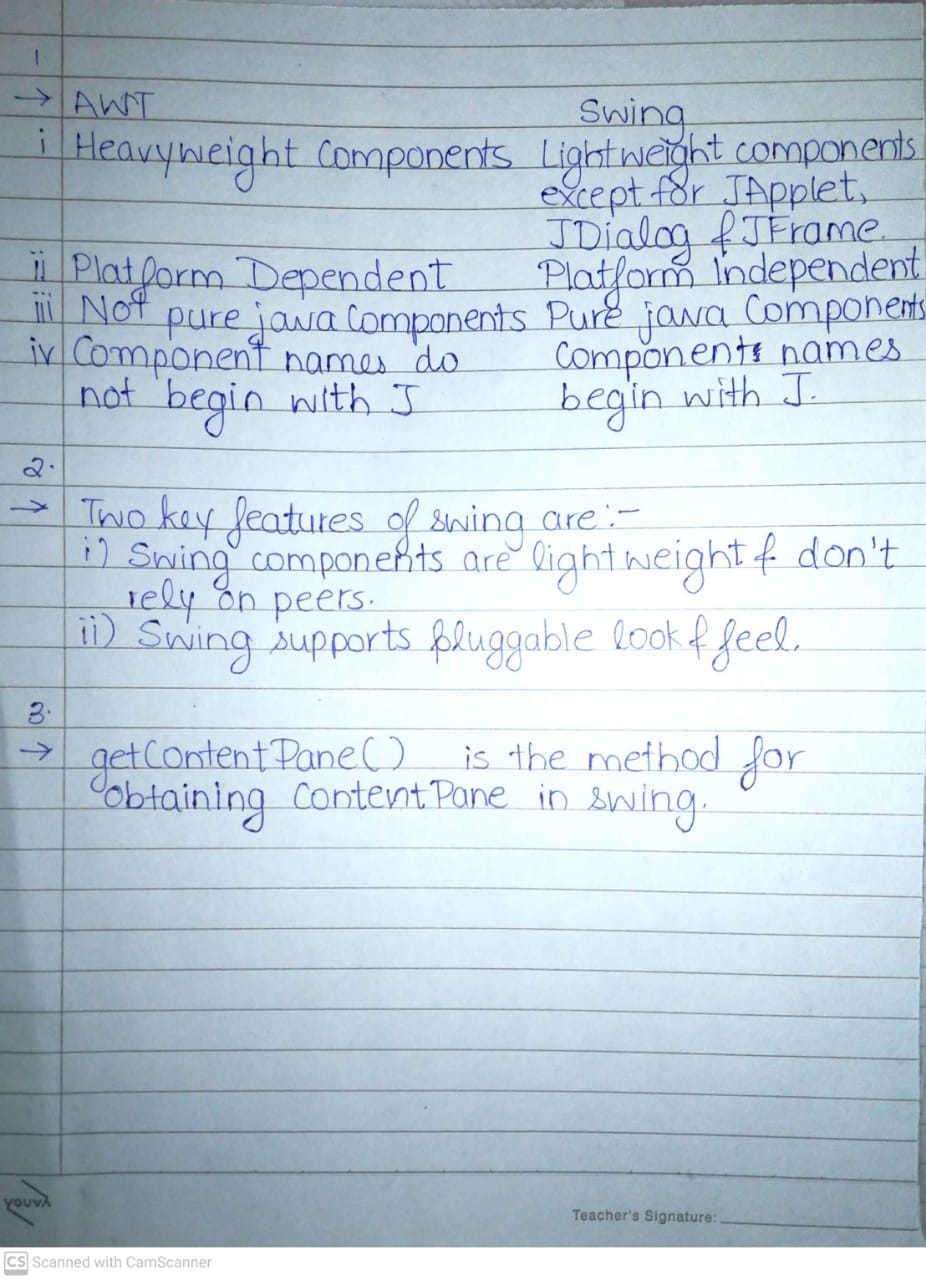 1.
→ AWT Swing
i Heavyweight Components Lightweight components
except for JApplet,
JDialog & JFrame.
ii Platform Dependent Platform independent
iii Not pure java Components Pure java Components
iv Component names do Components names
not begin with J begin with J.
2.
→ Two key features of swing are:-
i) Swing components are lightweight & don't
rely on peers.
ii) Swing supports pluggable look & feel.
3.
→ getContentPane() is the method for
obtaining ContentPane in swing.
youva
Teacher's Signature:
CS Scanned with CamScanner